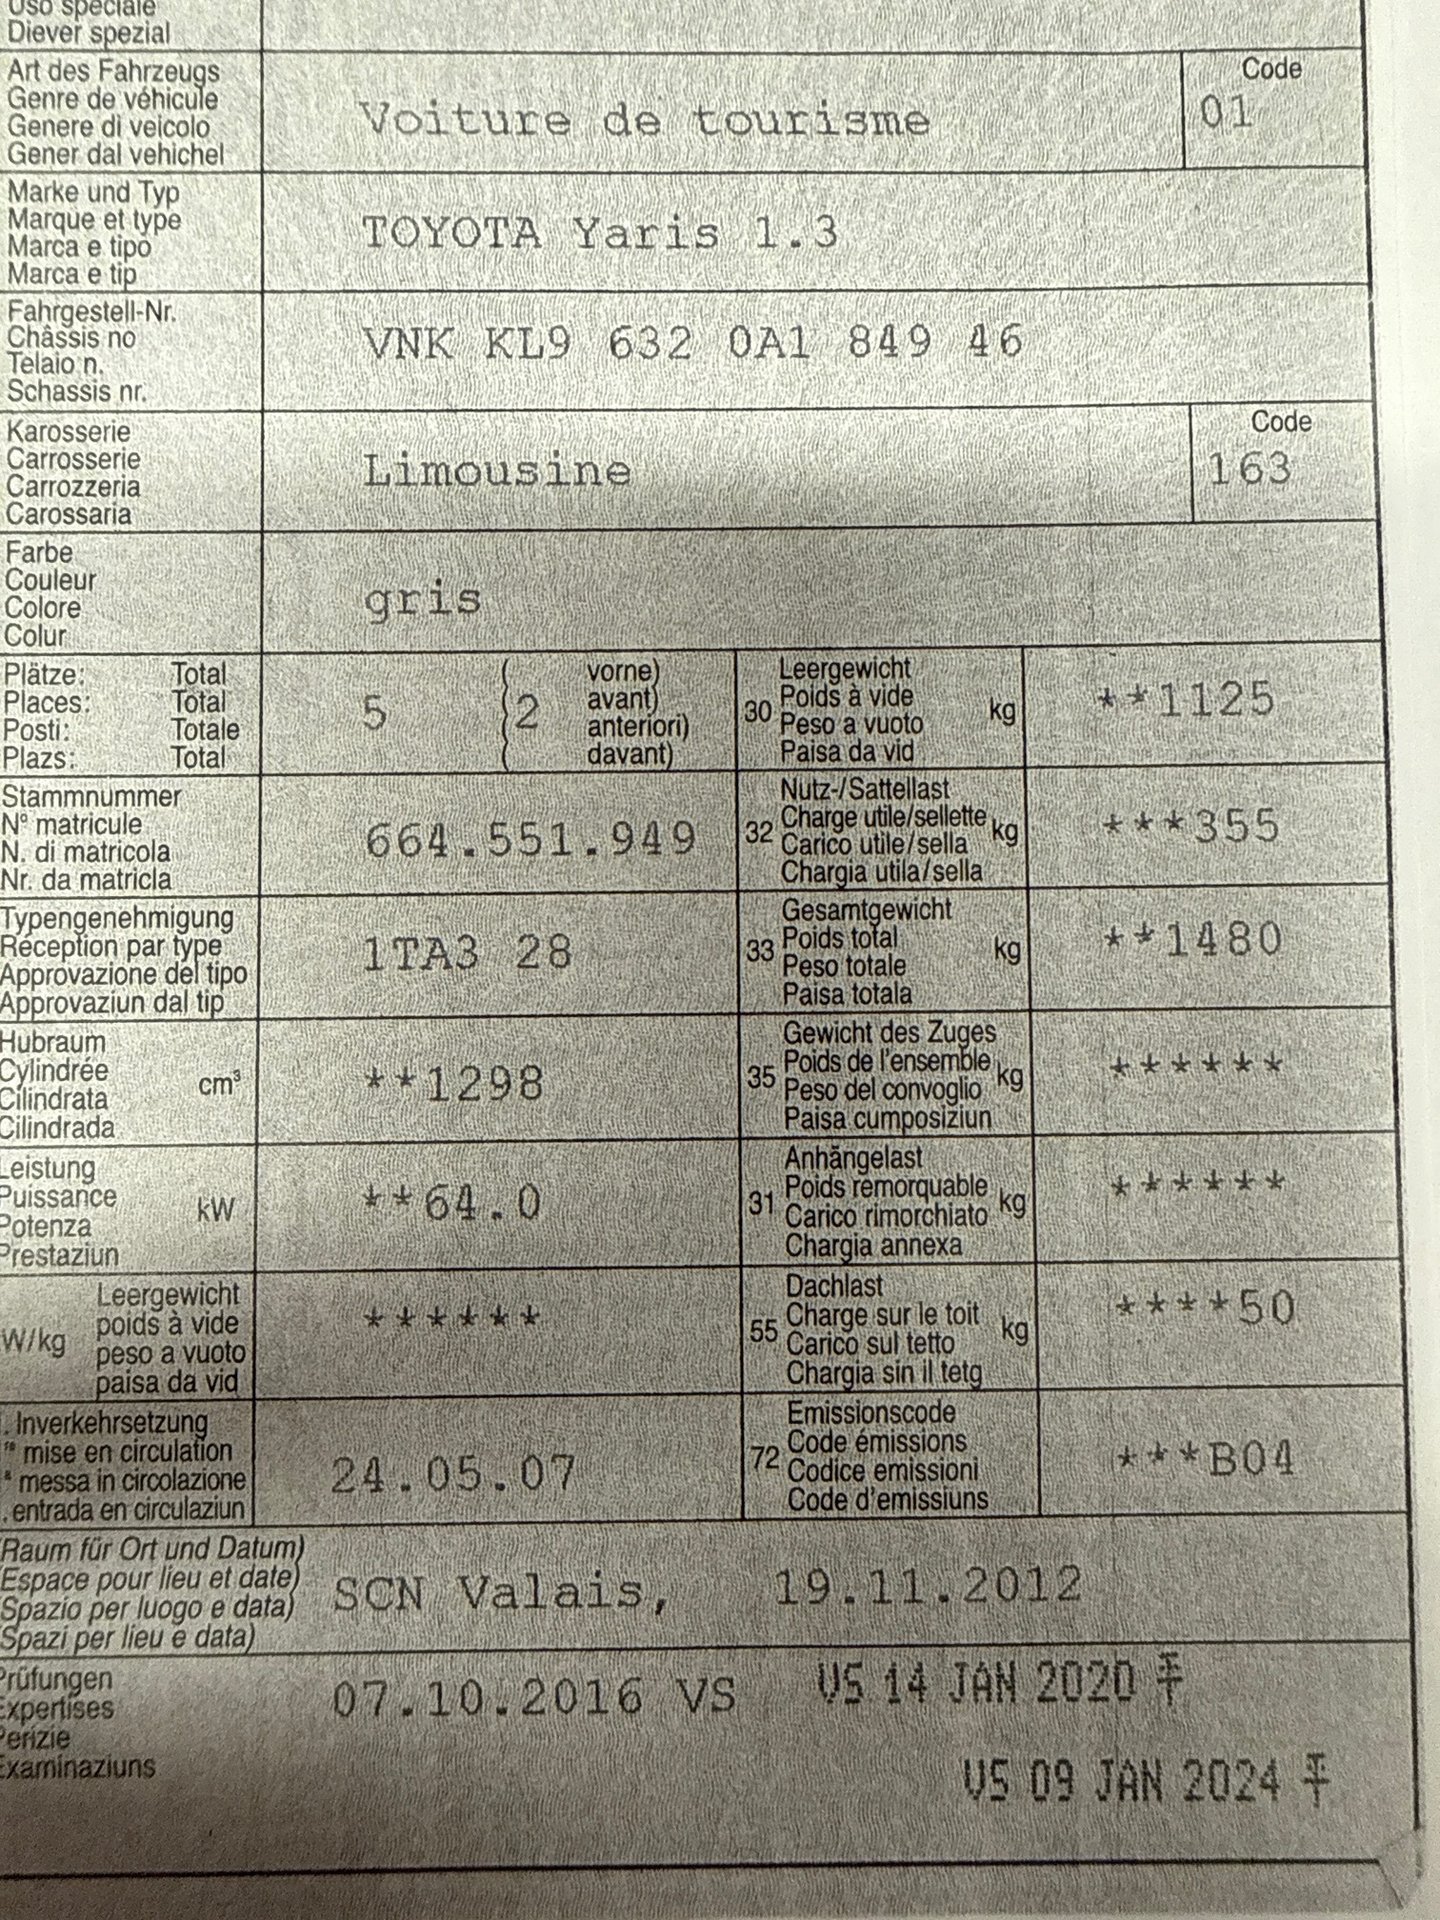 Uso speciale
Diever spezial
Art des Fahrzeugs
Genre de véhicule
Genere di veicolo
Gener dal vehichel
Voiture de tourisme
Code
01
Marke und Typ
Marque et type
Marca e tipo
Marca e tip
TOYOTA Yaris 1.3
Fahrgestell-Nr.
Châssis no
Telaio n.
Schassis nr.
VNK KL9 632 0A1 849 46
Karosserie
Carrosserie
Carrozzeria
Carossaria
Limousine
Code
163
Farbe
Couleur
Colore
Colur
gris
Plätze: Total
Places: Total
Posti: Totale
Plazs: Total
5
( vorne)
(2 avant)
( anteriori)
( davant)
30
Leergewicht
Poids à vide
Peso a vuoto
Paisa da vid
kg
**1125
Stammnummer
N° matricule
N. di matricola
Nr. da matricla
664.551.949
32
Nutz-/Sattellast
Charge utile/sellette
Carico utile/sella
Chargia utila/sella
kg
***355
Typengenehmigung
Réception par type
Approvazione del tipo
Approvaziun dal tip
1TA3 28
33
Gesamtgewicht
Poids total
Peso totale
Paisa totala
kg
**1480
Hubraum
Cylindrée
Cilindrata
Cilindrada
cm³
**1298
35
Gewicht des Zuges
Poids de l'ensemble
Peso del convoglio
Paisa cumposiziun
kg
******
Leistung
Puissance
Potenza
Prestaziun
kW
**64.0
31
Anhängelast
Poids remorquable
Carico rimorchiato
Chargia annexa
kg
******
W/kg
Leergewicht
poids à vide
peso a vuoto
paisa da vid
******
55
Dachlast
Charge sur le toit
Carico sul tetto
Chargia sin il tetg
kg
****50
. Inverkehrsetzung
re mise en circulation
a messa in circolazione
. entrada en circulaziun
24.05.07
72
Emissionscode
Code émissions
Codice emissioni
Code d'emissiuns
***B04
(Raum für Ort und Datum)
(Espace pour lieu et date)
(Spazio per luogo e data)
(Spazi per lieu e data)
SCN Valais, 19.11.2012
Prüfungen
Expertises
Perizie
Examinaziuns
07.10.2016 VS
VS 14 JAN 2020
VS 09 JAN 2024